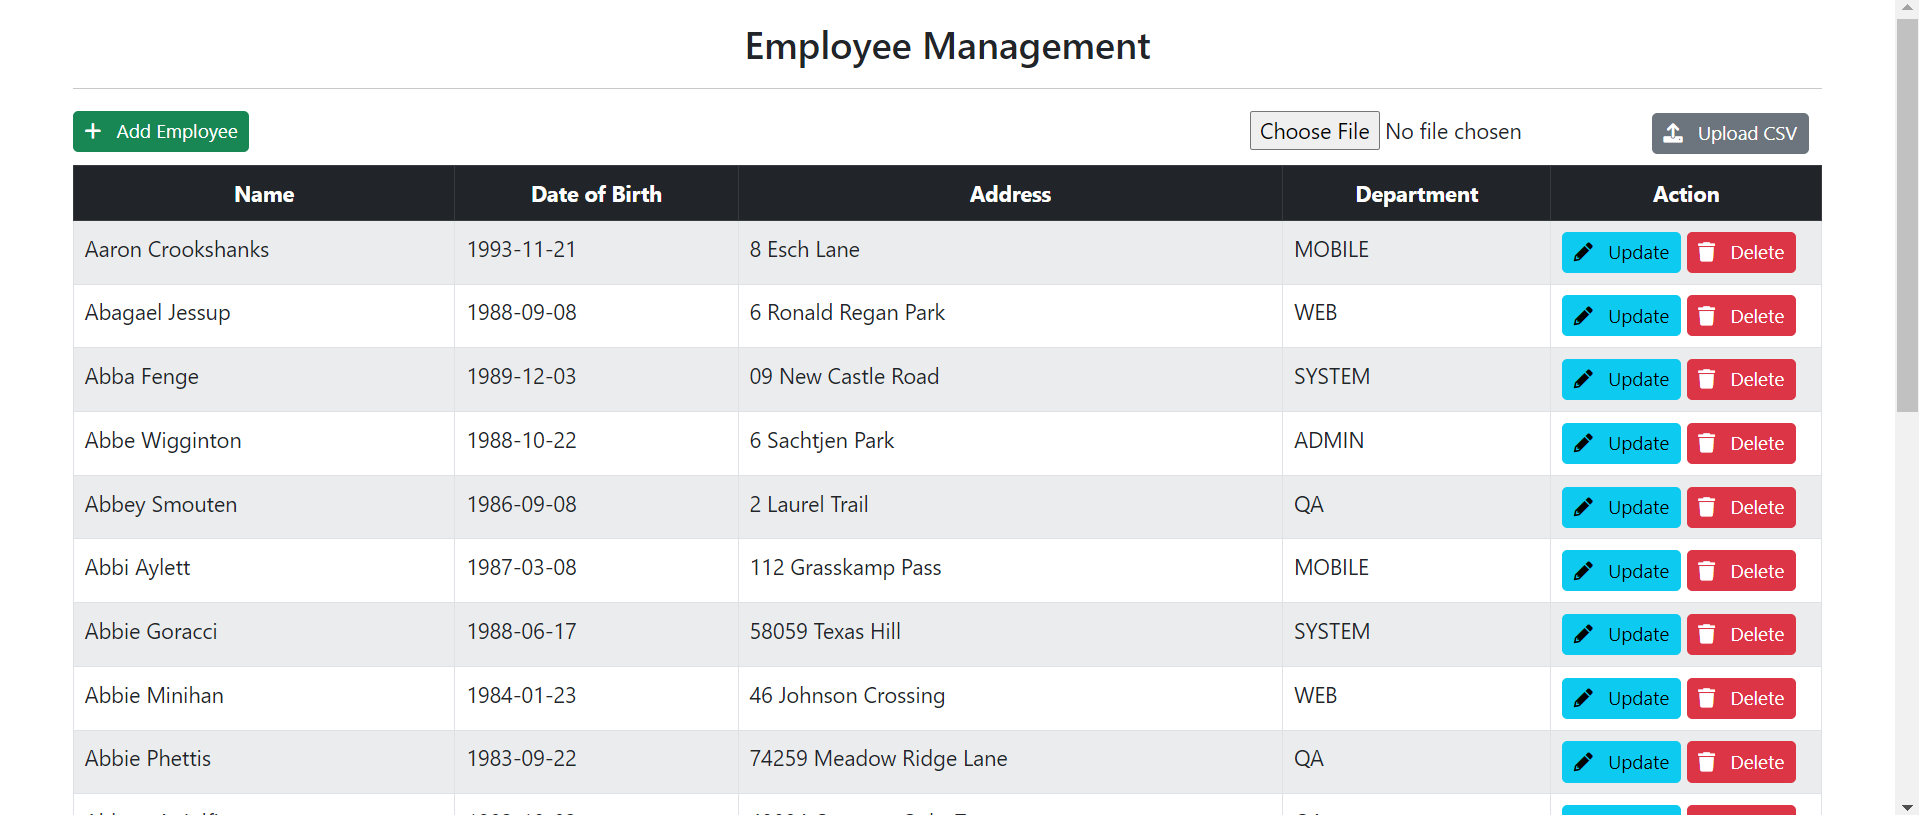 Employee Management
Add Employee Choose File No file chosen Upload CSV
Name Date of Birth Address Department Action
Aaron Crookshanks 1993-11-21 8 Esch Lane MOBILE Update Delete
Abagael Jessup 1988-09-08 6 Ronald Regan Park WEB Update Delete
Abba Fenge 1989-12-03 09 New Castle Road SYSTEM Update Delete
Abbe Wigginton 1988-10-22 6 Sachtjen Park ADMIN Update Delete
Abbey Smouten 1986-09-08 2 Laurel Trail QA Update Delete
Abbi Aylett 1987-03-08 112 Grasskamp Pass MOBILE Update Delete
Abbie Goracci 1988-06-17 58059 Texas Hill SYSTEM Update Delete
Abbie Minihan 1984-01-23 46 Johnson Crossing WEB Update Delete
Abbie Phettis 1983-09-22 74259 Meadow Ridge Lane QA Update Delete